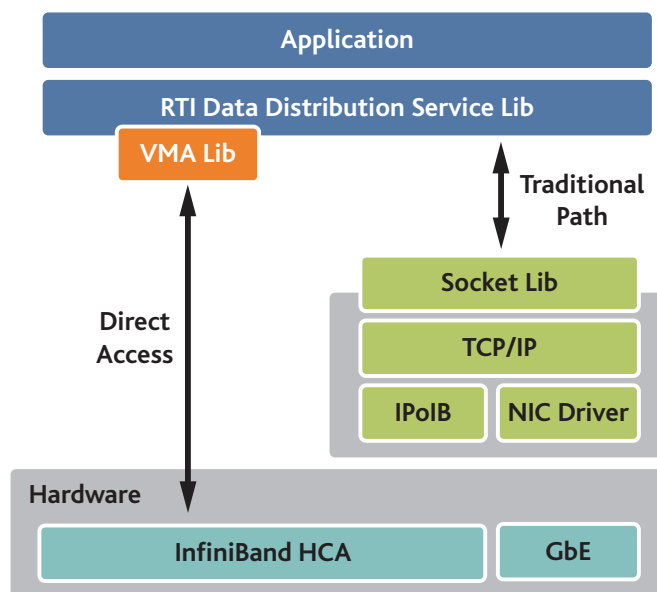 Application
RTI Data Distribution Service Lib
VMA Lib
Traditional
Path
Socket Lib
Direct
Access
TCP/IP
IPoIB
NIC Driver
Hardware
InfiniBand HCA
GbE